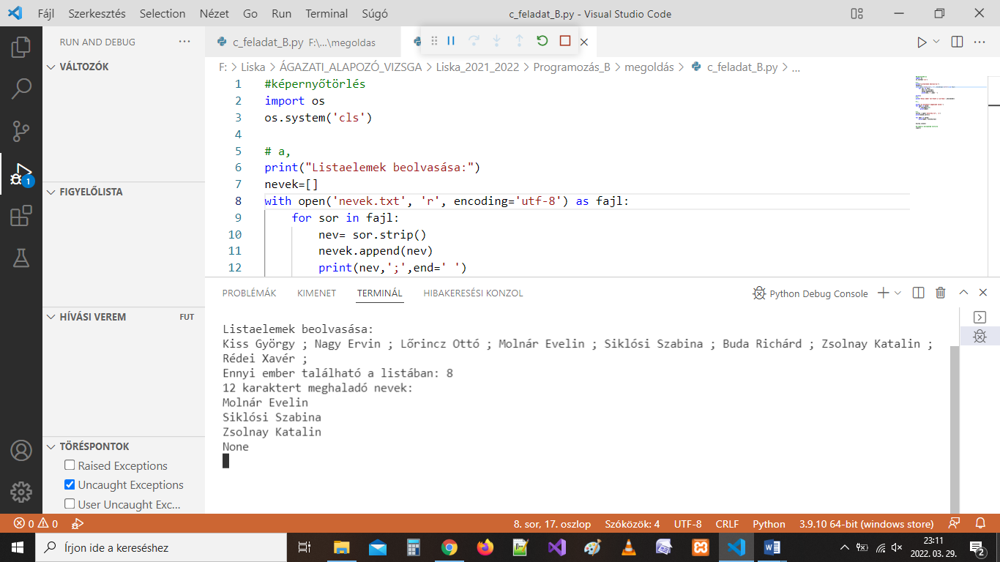 Fájl Szerkesztés Selection Nézet Go Run Terminal Súgó c_feladat_B.py - Visual Studio Code
RUN AND DEBUG
VÁLTOZÓK
FIGYELŐLISTA
HÍVÁSI VEREM FUT
TÖRÉSPONTOK
Raised Exceptions
Uncaught Exceptions
User Uncaught Exc...
1
c_feladat_B.py F:\...\megoldas
F: > Liska > ÁGAZATI_ALAPOZÓ_VIZSGA > Liska_2021_2022 > Programozás_B > megoldás > c_feladat_B.py > ...
1 #képernyőtörlés
2 import os
3 os.system('cls')
4
5 # a,
6 print("Listaelemek beolvasása:")
7 nevek=[]
8 with open('nevek.txt', 'r', encoding='utf-8') as fajl:
9 for sor in fajl:
10 nev= sor.strip()
11 nevek.append(nev)
12 print(nev,';',end=' ')
PROBLÉMÁK KIMENET TERMINÁL HIBAKERESÉSI KONZOL Python Debug Console
Listaelemek beolvasása:
Kiss György ; Nagy Ervin ; Lőrincz Ottó ; Molnár Evelin ; Siklósi Szabina ; Buda Richárd ; Zsolnay Katalin ;
Rédei Xavér ;
Ennyi ember található a listában: 8
12 karaktert meghaladó nevek:
Molnár Evelin
Siklósi Szabina
Zsolnay Katalin
None
0 0 8. sor, 17. oszlop Szóközök: 4 UTF-8 CRLF Python 3.9.10 64-bit (windows store)
Írjon ide a kereséshez
23:11
2022. 03. 29.
2